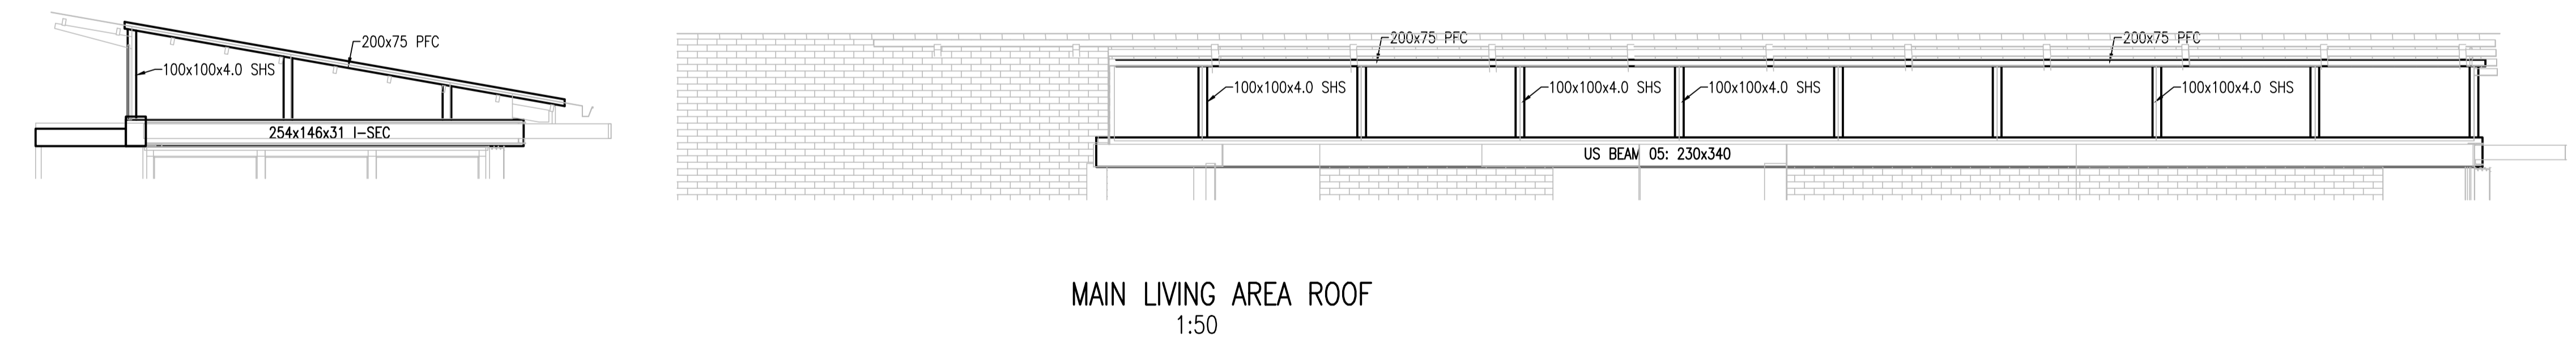 200x75 PFC
100x100x4.0 SHS
254x146x31 I-SEC
200x75 PFC
200x75 PFC
100x100x4.0 SHS
100x100x4.0 SHS
100x100x4.0 SHS
100x100x4.0 SHS
US BEAM 05: 230x340
MAIN LIVING AREA ROOF
1:50